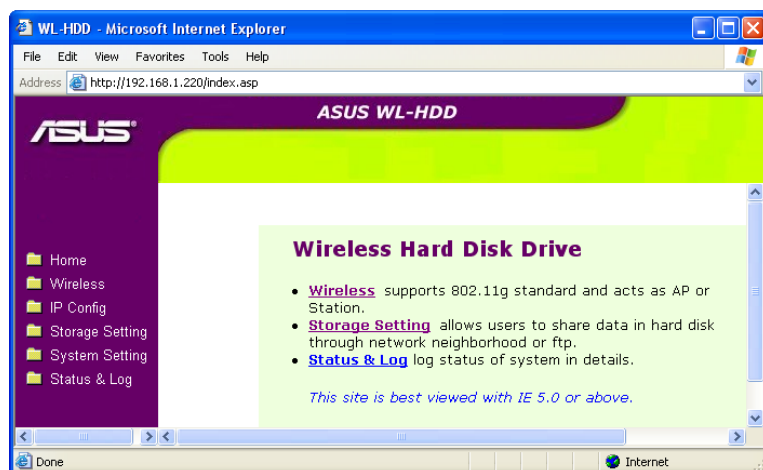 WL-HDD - Microsoft Internet Explorer
File Edit View Favorites Tools Help
Address http://192.168.1.220/index.asp
ASUS
ASUS WL-HDD
Home
Wireless
IP Config
Storage Setting
System Setting
Status & Log
Wireless Hard Disk Drive
• Wireless supports 802.11g standard and acts as AP or
Station.
• Storage Setting allows users to share data in hard disk
through network neighborhood or ftp.
• Status & Log log status of system in details.
This site is best viewed with IE 5.0 or above.
Done
Internet